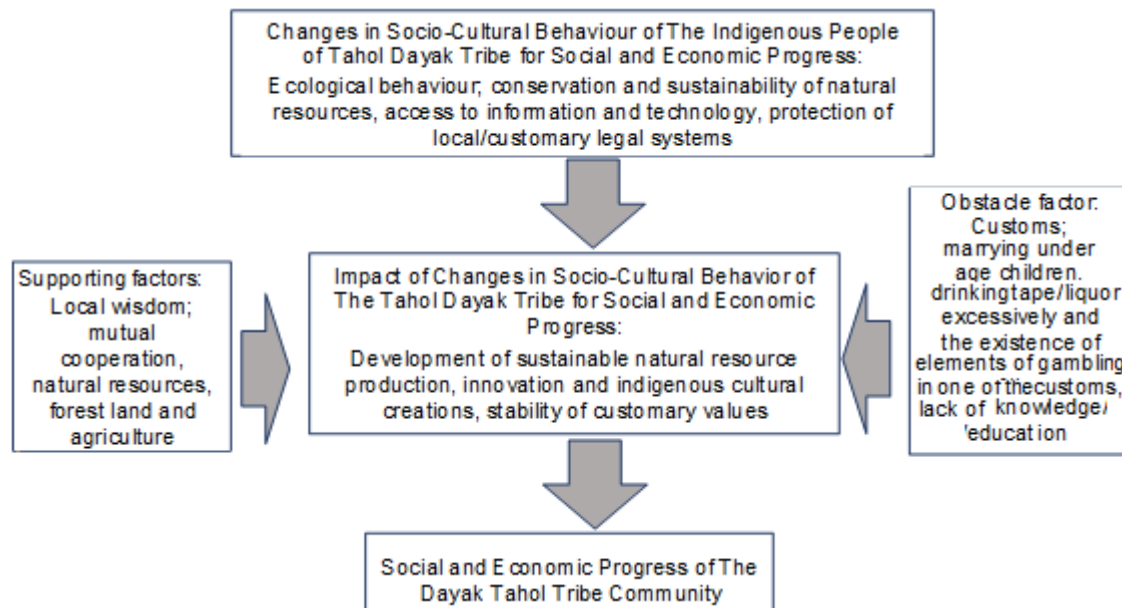 Changes in Socio-Cultural Behaviour of The Indigenous People
of Tahol Dayak Tribe for Social and Economic Progress:
Ecological behaviour; conservation and sustainability of natural
resources, access to information and technology, protection of
local/customary legal systems
Supporting factors:
Local wisdom;
mutual
cooperation,
natural resources,
forest land and
agriculture
Impact of Changes in Socio-Cultural Behavior of
The Tahol Dayak Tribe for Social and Economic
Progress:
Development of sustainable natural resource
production, innovation and indigenous cultural
creations, stability of customary values
Obstacle factor:
Customs;
marrying under
age children.
drinking tape/liquor
excessively and
the existence of
elements of gambling
in one of the customs,
lack of knowledge/
/education
Social and Economic Progress of The
Dayak Tahol Tribe Community